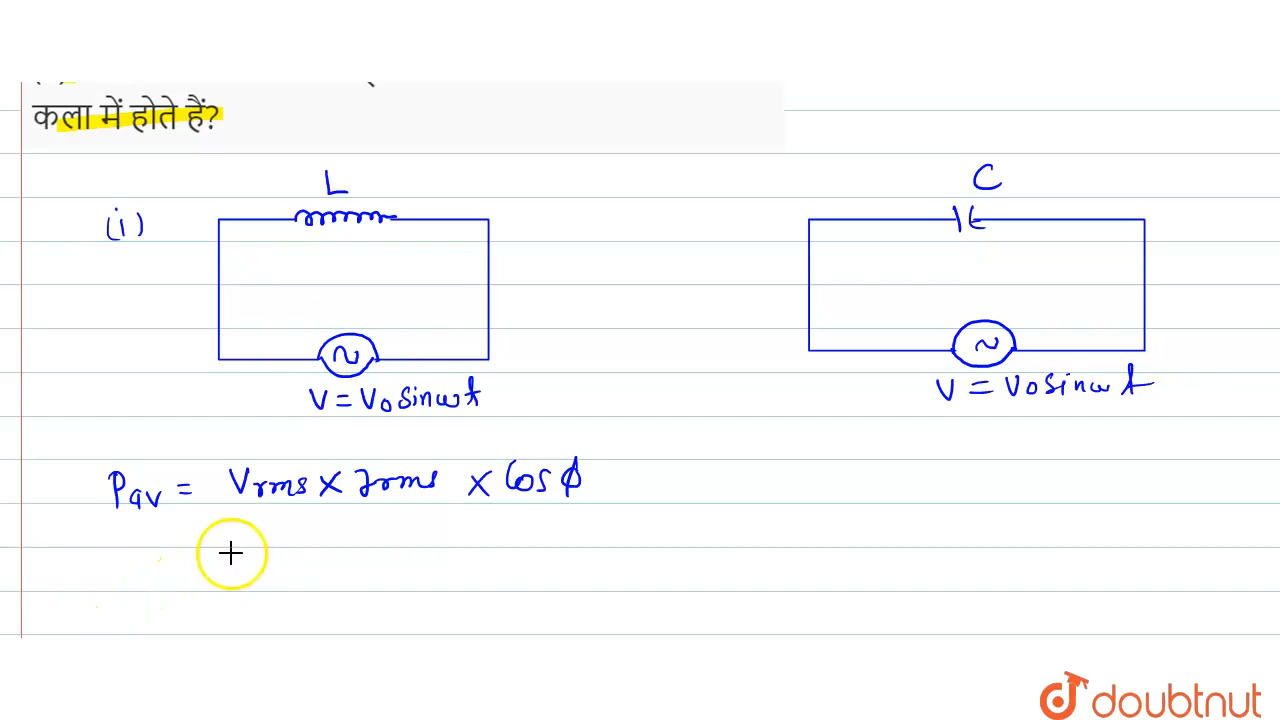 कला में होते हैं?
L
C
(i)
V = V₀ sinωt
V = V₀ sinωt
Pav = Vrms × Irms × Cos ϕ
doubtnut